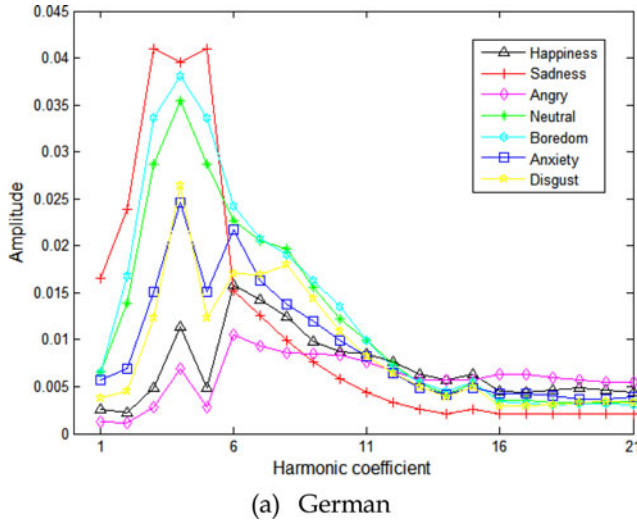 0.045
0.04
0.035
0.03
0.025
0.02
0.015
0.01
0.005
0
Amplitude
Happiness
Sadness
Angry
Neutral
Boredom
Anxiety
Disgust
1 6 11 16 21
Harmonic coefficient
(a) German